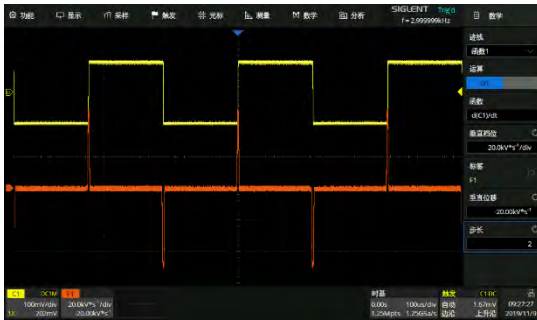 功能 显示 采样 触发 光标 测量 数学 分析 SIGLENT Trig'd
f = 2.999999kHz
数学
迹线
函数1
运算
函数
d(C1)/dt
垂直档位
20.0kV*s⁻¹/div
标签
F1
垂直位移
-20.00kV*s⁻¹
步长
2
C1 DC1M F1 时基 触发 C1 DC
100mV/div 20.0kV*s⁻¹/div 0.00s 100us/div 自动 1.67mV 09:27:27
1X 202mV -20.00kV*s⁻¹ 1.25Mpts 1.25GSa/s 边沿 上升沿 2019/11/9